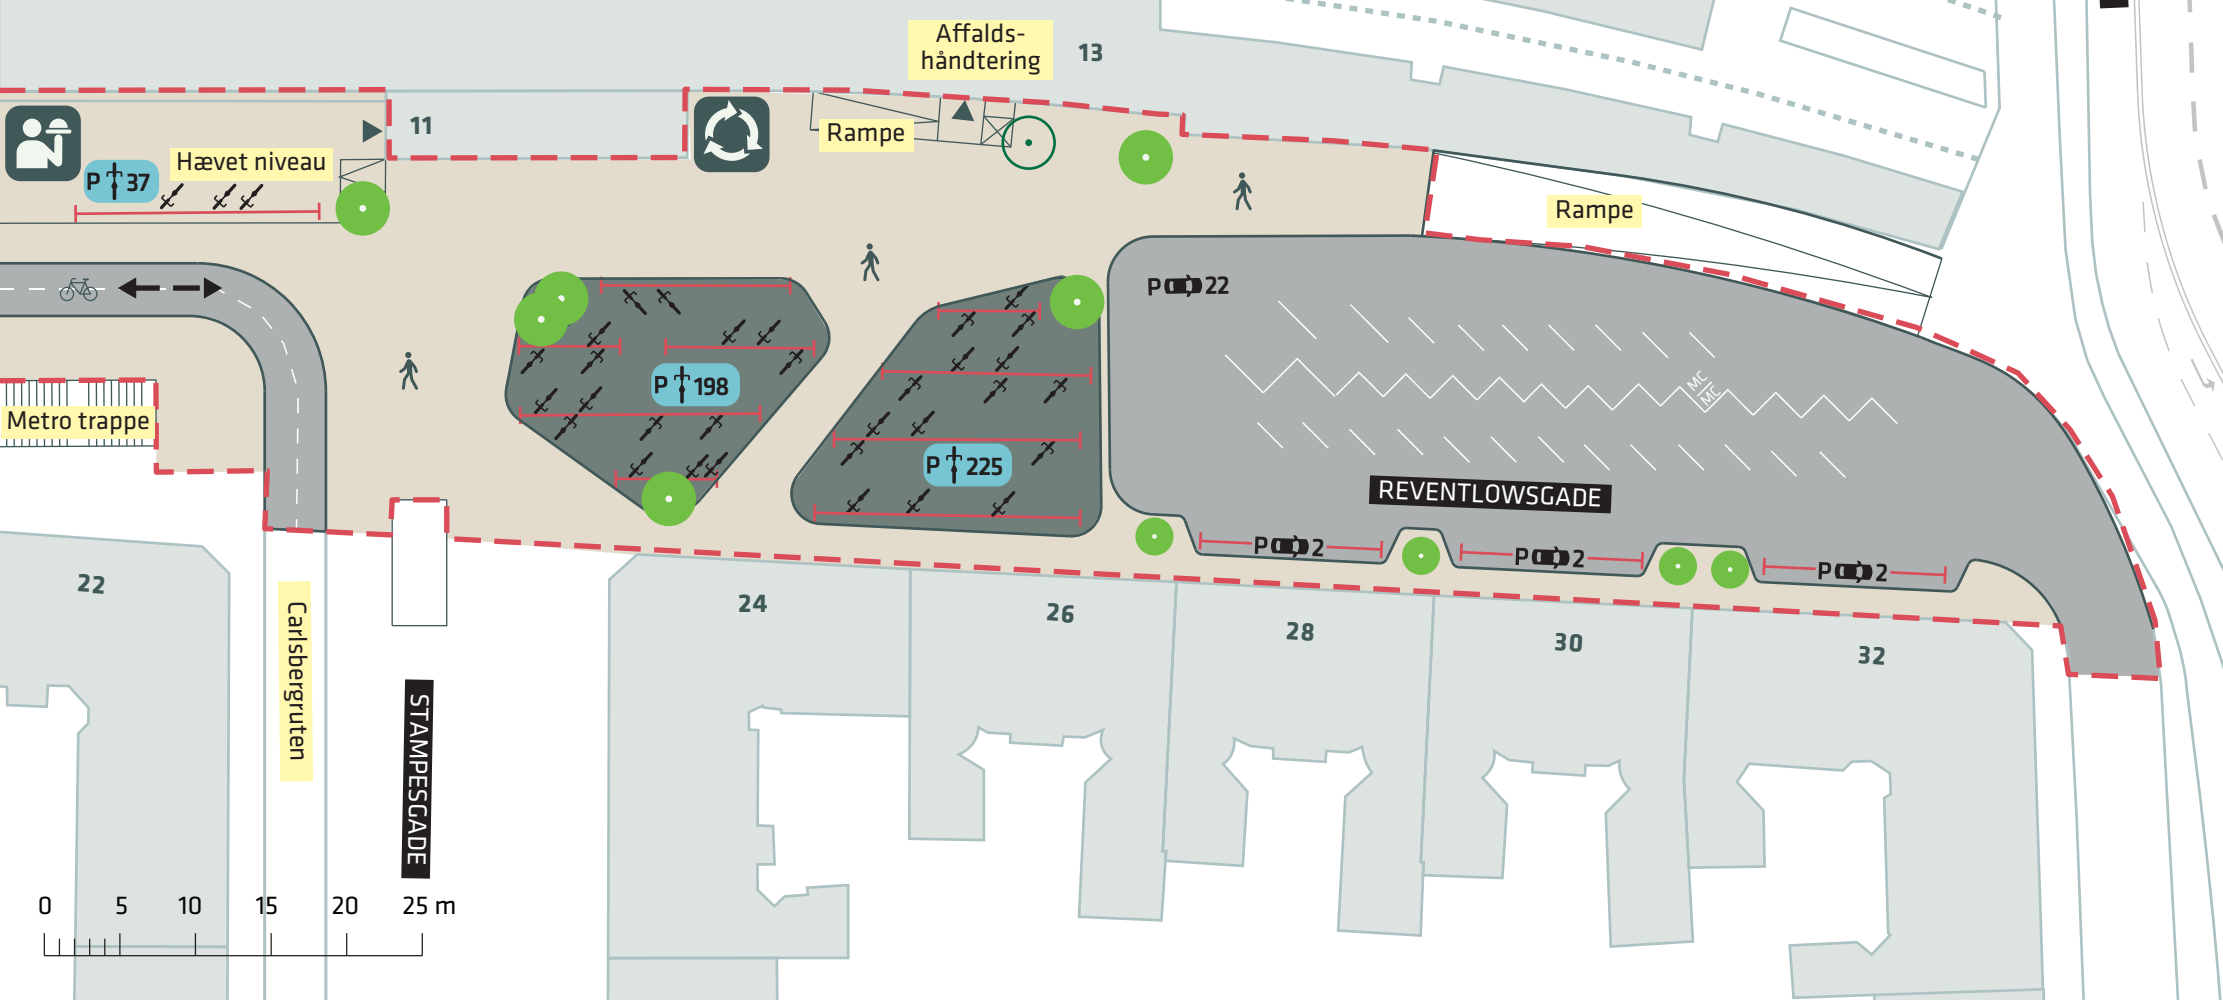 Affalds-
håndtering
13
11
Rampe
Hævet niveau
P 37
Rampe
P 22
P 198
MC
MC
Metro trappe
P 225
REVENTLOWSGADE
P 2
P 2
P 2
22
24
26
28
30
32
Carlsbergruten
STAMPESGADE
0 5 10 15 20 25 m